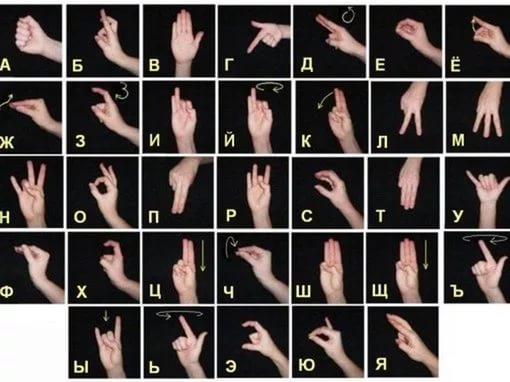 А Б В Г Д Е Ё
Ж З И Й К Л М
Н О П Р С Т У
Ф Х Ц Ч Ш Щ Ъ
Ы Ь Э Ю Я